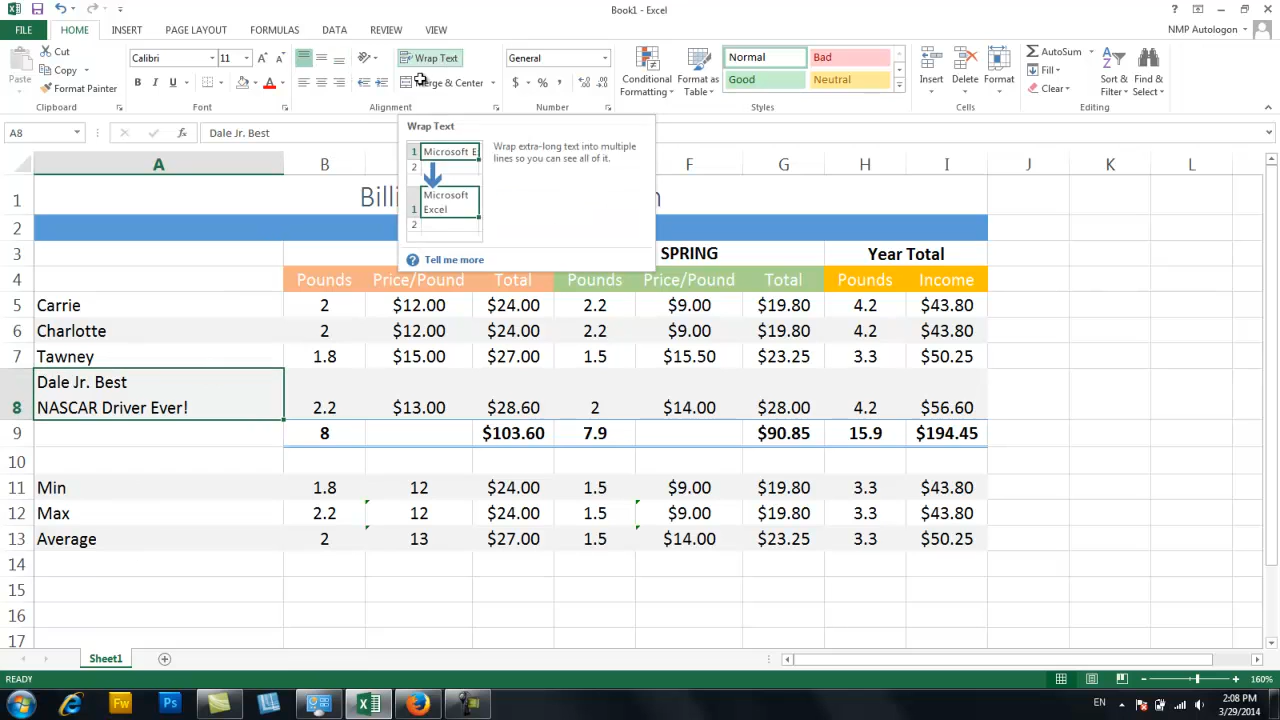 Book1 - Excel
FILE HOME INSERT PAGE LAYOUT FORMULAS DATA REVIEW VIEW NMP Autologon
Paste
Cut
Copy
Format Painter
Clipboard
Calibri 11
B I U
Font
Wrap Text
Merge & Center
Alignment
General
$ % ,
Number
Conditional Formatting
Format as Table
Normal Bad
Good Neutral
Styles
Insert Delete Format
Cells
AutoSum
Fill
Clear
Sort & Filter
Find & Select
Editing
A8 fx Dale Jr. Best
Wrap Text
1 Microsoft E
2
Microsoft
1 Excel
2
Wrap extra-long text into multiple
lines so you can see all of it.
Tell me more
A B F G H I J K L
1 Billi
2
3 SPRING Year Total
4 Pounds Price/Pound Total Pounds Price/Pound Total Pounds Income
5 Carrie 2 $12.00 $24.00 2.2 $9.00 $19.80 4.2 $43.80
6 Charlotte 2 $12.00 $24.00 2.2 $9.00 $19.80 4.2 $43.80
7 Tawney 1.8 $15.00 $27.00 1.5 $15.50 $23.25 3.3 $50.25
Dale Jr. Best
8 NASCAR Driver Ever! 2.2 $13.00 $28.60 2 $14.00 $28.00 4.2 $56.60
9 8 $103.60 7.9 $90.85 15.9 $194.45
10
11 Min 1.8 12 $24.00 1.5 $9.00 $19.80 3.3 $43.80
12 Max 2.2 12 $24.00 1.5 $9.00 $19.80 3.3 $43.80
13 Average 2 13 $27.00 1.5 $14.00 $23.25 3.3 $50.25
14
15
16
17
Sheet1
READY 160%
Fw Ps EN 2:08 PM
3/29/2014